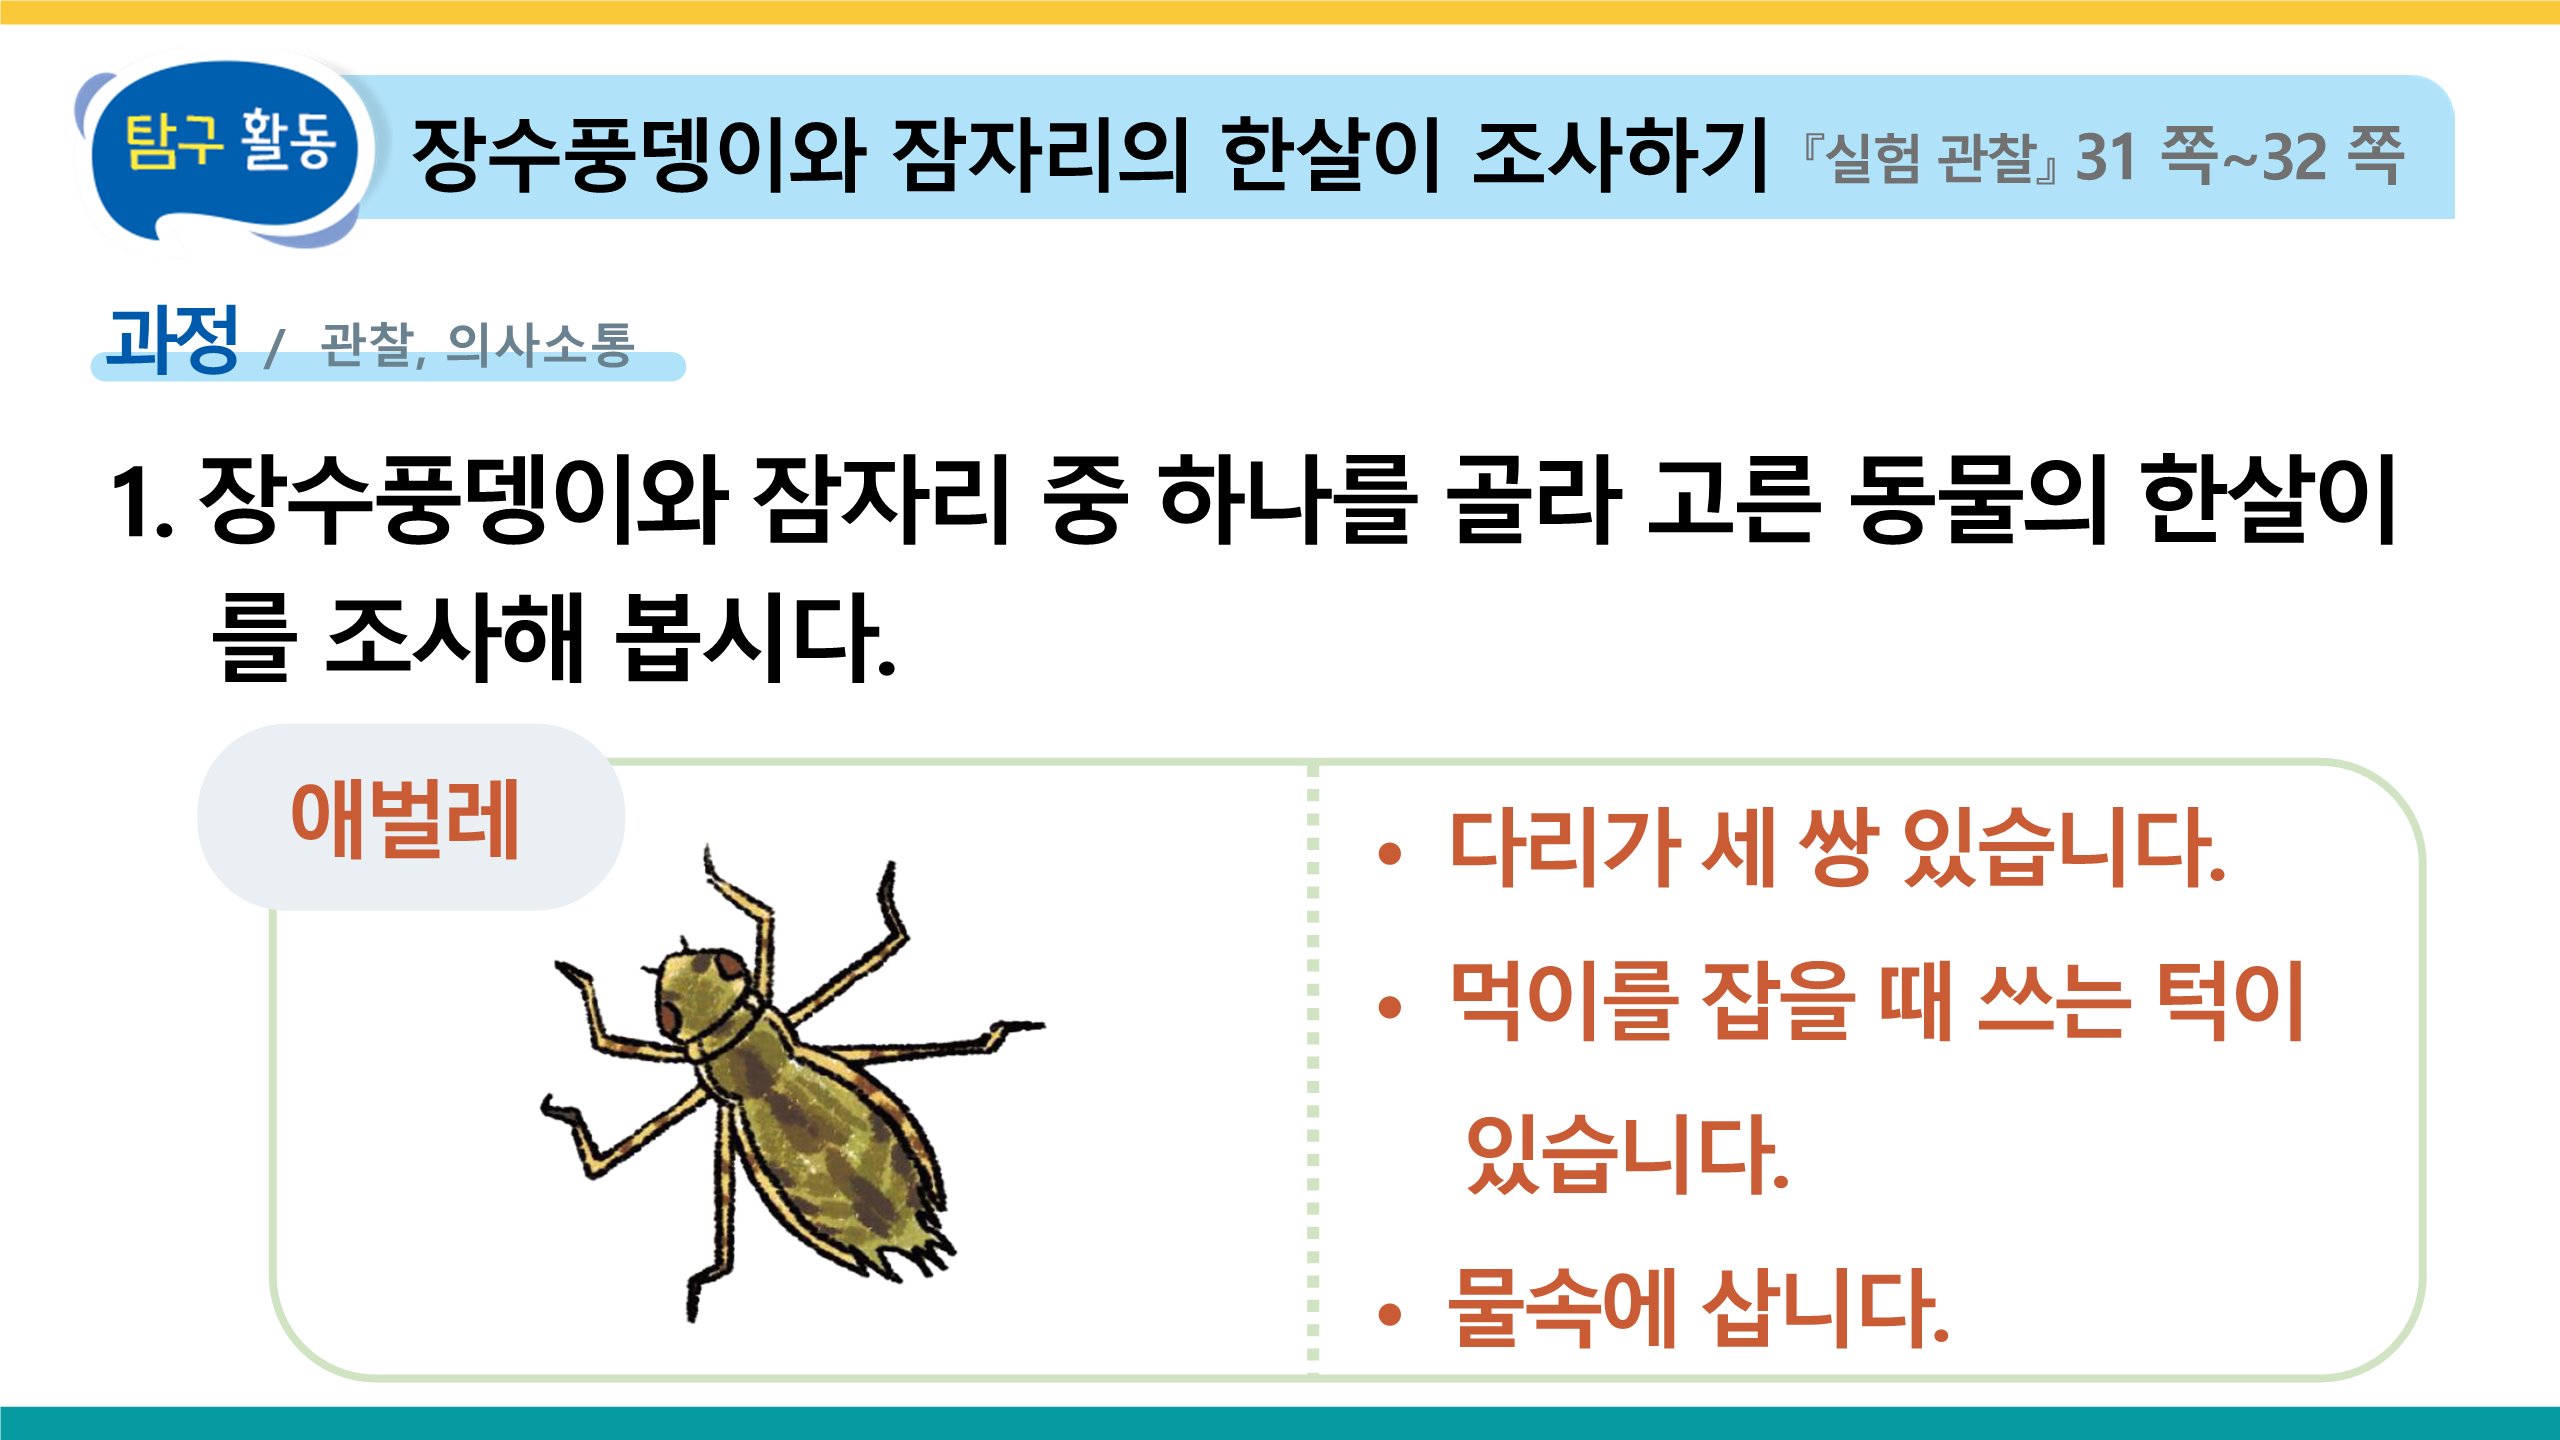 탐구 활동
장수풍뎅이와 잠자리의 한살이 조사하기 『실험 관찰』 31 쪽~32 쪽
과정 / 관찰, 의사소통
1. 장수풍뎅이와 잠자리 중 하나를 골라 고른 동물의 한살이
를 조사해 봅시다.
애벌레
• 다리가 세 쌍 있습니다.
• 먹이를 잡을 때 쓰는 턱이
있습니다.
• 물속에 삽니다.